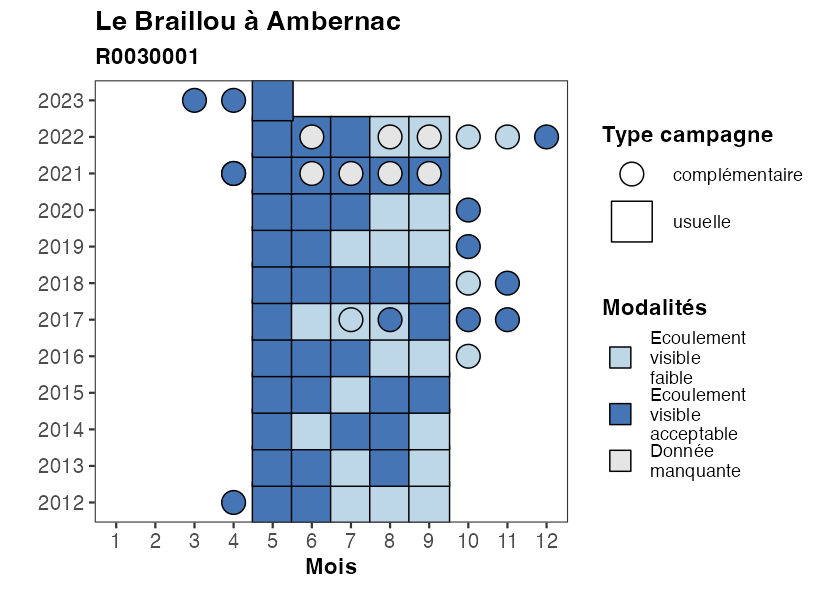 Le Braillou à Ambernac
R0030001
2023
2022
2021
2020
2019
2018
2017
2016
2015
2014
2013
2012
1 2 3 4 5 6 7 8 9 10 11 12
Mois
Type campagne
complémentaire
usuelle
Modalités
Ecoulement
visible
faible
Ecoulement
visible
acceptable
Donnée
manquante